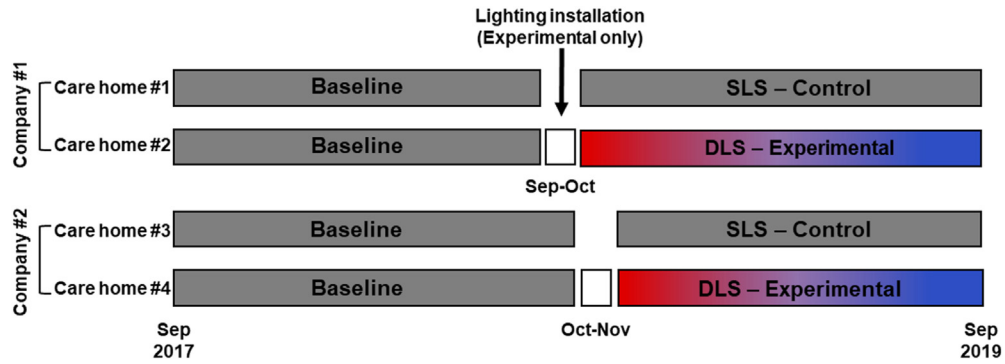 Lighting installation
(Experimental only)
Company #1
Care home #1
Baseline
SLS – Control
Care home #2
Baseline
DLS – Experimental
Sep-Oct
Company #2
Care home #3
Baseline
SLS – Control
Care home #4
Baseline
DLS – Experimental
Sep
2017
Oct-Nov
Sep
2019